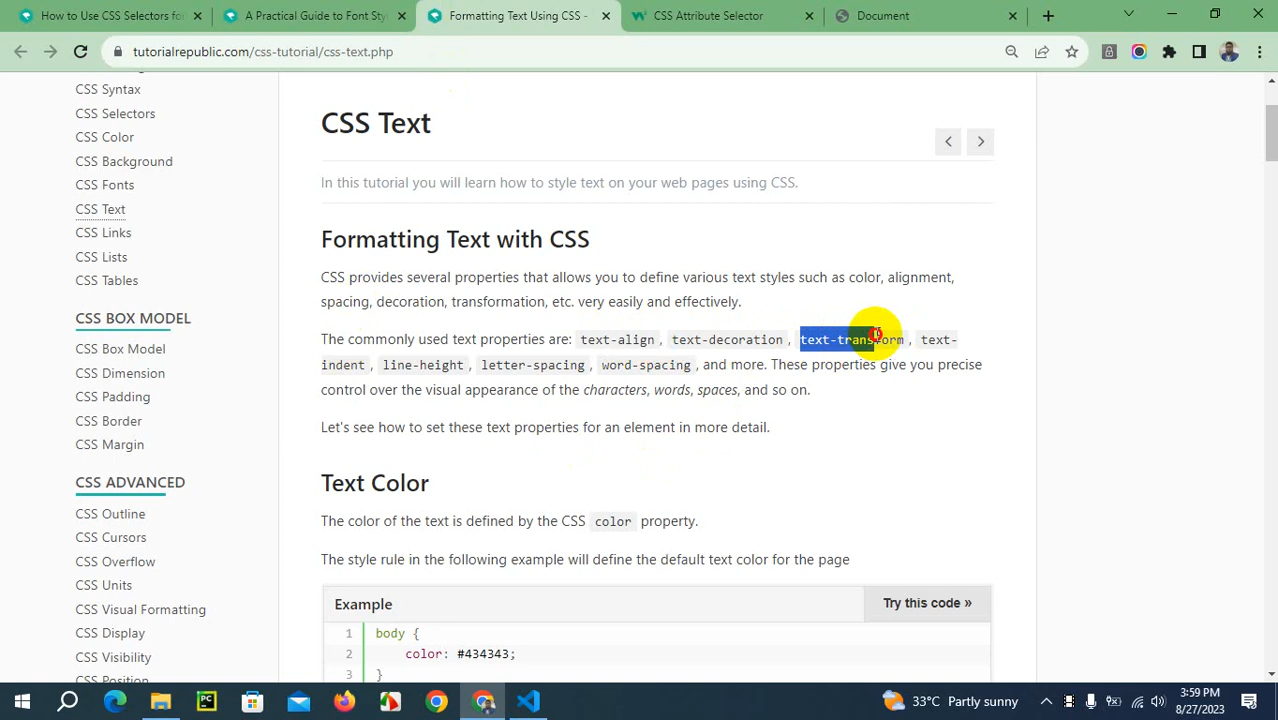 How to Use CSS Selectors for
A Practical Guide to Font Sty
Formatting Text Using CSS -
CSS Attribute Selector
Document
tutorialrepublic.com/css-tutorial/css-text.php
CSS Syntax
CSS Selectors
CSS Color
CSS Background
CSS Fonts
CSS Text
CSS Links
CSS Lists
CSS Tables
CSS BOX MODEL
CSS Box Model
CSS Dimension
CSS Padding
CSS Border
CSS Margin
CSS ADVANCED
CSS Outline
CSS Cursors
CSS Overflow
CSS Units
CSS Visual Formatting
CSS Display
CSS Visibility
CSS Position
CSS Text
In this tutorial you will learn how to style text on your web pages using CSS.
Formatting Text with CSS
CSS provides several properties that allows you to define various text styles such as color, alignment,
spacing, decoration, transformation, etc. very easily and effectively.
The commonly used text properties are: text-align, text-decoration, text-transform, text-
indent, line-height, letter-spacing, word-spacing, and more. These properties give you precise
control over the visual appearance of the characters, words, spaces, and so on.
Let's see how to set these text properties for an element in more detail.
Text Color
The color of the text is defined by the CSS color property.
The style rule in the following example will define the default text color for the page
Example
Try this code »
1 body {
2 color: #434343;
3 }
33°C Partly sunny
3:59 PM
8/27/2023